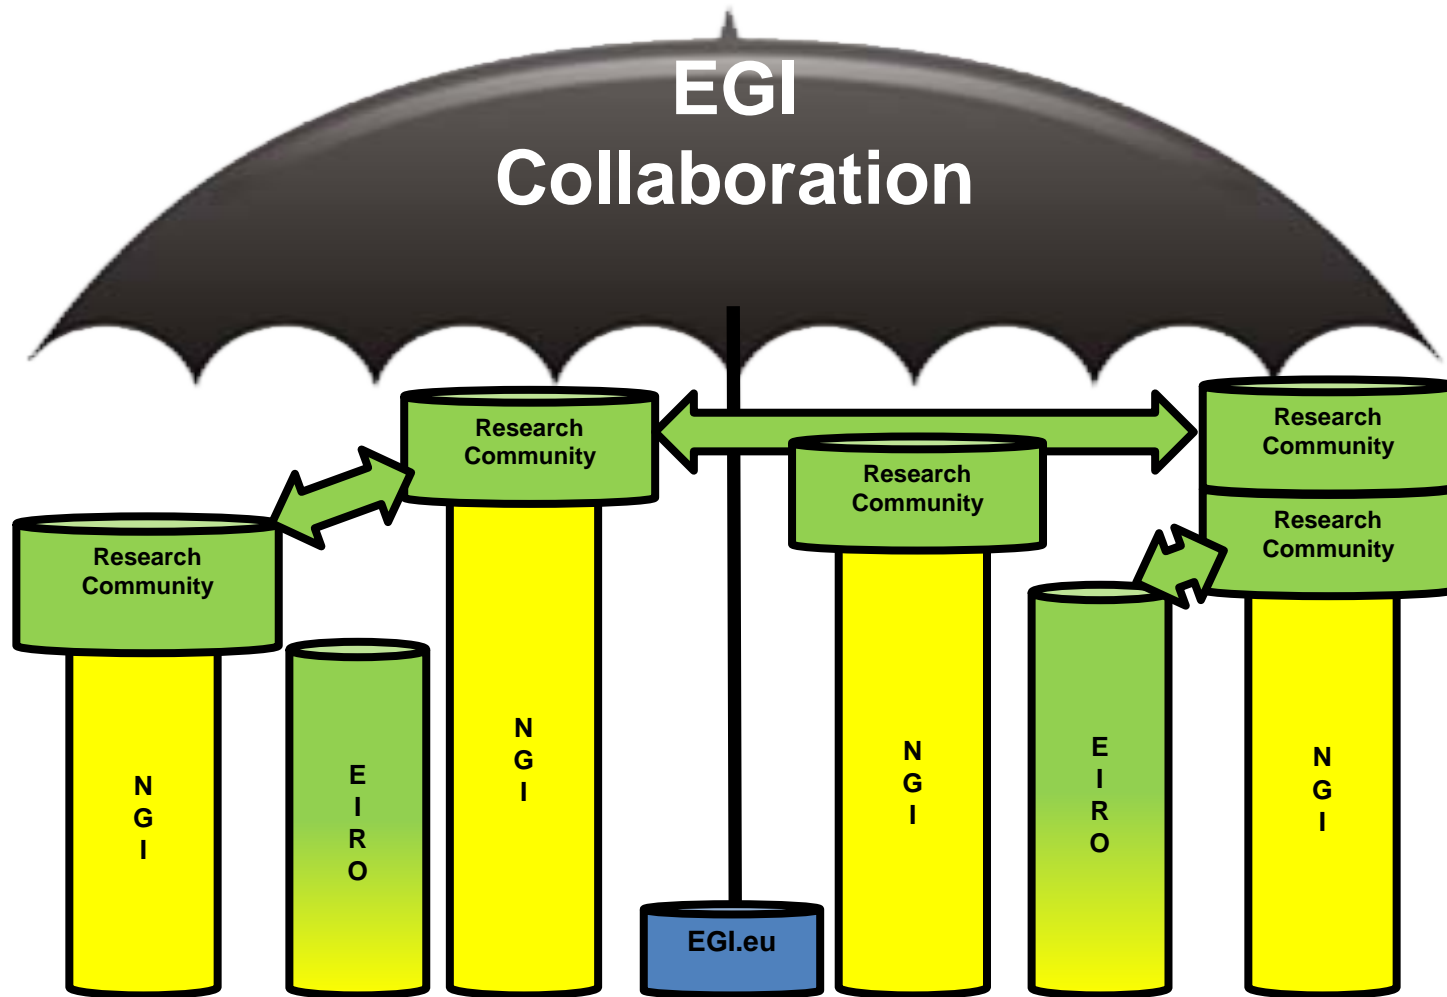 EGI
Collaboration
Research
Community
Research
Community
Research
Community
Research
Community
Research
Community
N
G
I
E
I
R
O
N
G
I
EGI.eu
N
G
I
E
I
R
O
N
G
I